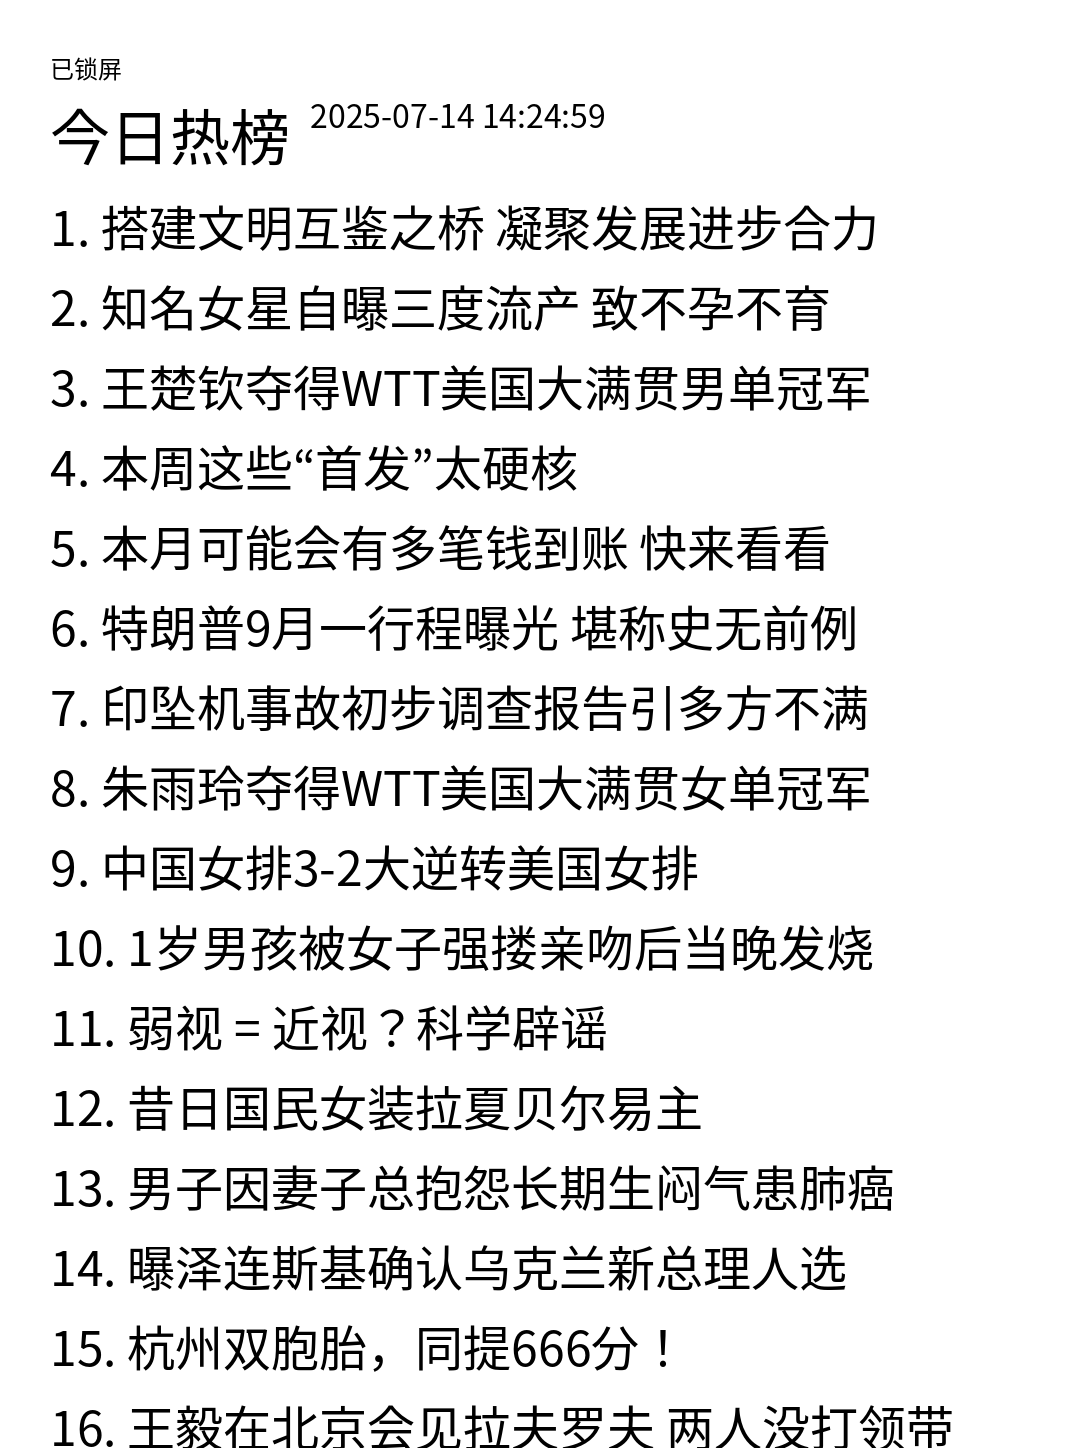 已锁屏
今日热榜 2025-07-14 14:24:59
1. 搭建文明互鉴之桥 凝聚发展进步合力
2. 知名女星自曝三度流产 致不孕不育
3. 王楚钦夺得WTT美国大满贯男单冠军
4. 本周这些“首发”太硬核
5. 本月可能会有多笔钱到账 快来看看
6. 特朗普9月一行程曝光 堪称史无前例
7. 印坠机事故初步调查报告引多方不满
8. 朱雨玲夺得WTT美国大满贯女单冠军
9. 中国女排3-2大逆转美国女排
10. 1岁男孩被女子强搂亲吻后当晚发烧
11. 弱视 = 近视？科学辟谣
12. 昔日国民女装拉夏贝尔易主
13. 男子因妻子总抱怨长期生闷气患肺癌
14. 曝泽连斯基确认乌克兰新总理人选
15. 杭州双胞胎，同提666分！
16. 王毅在北京会见拉夫罗夫 两人没打领带